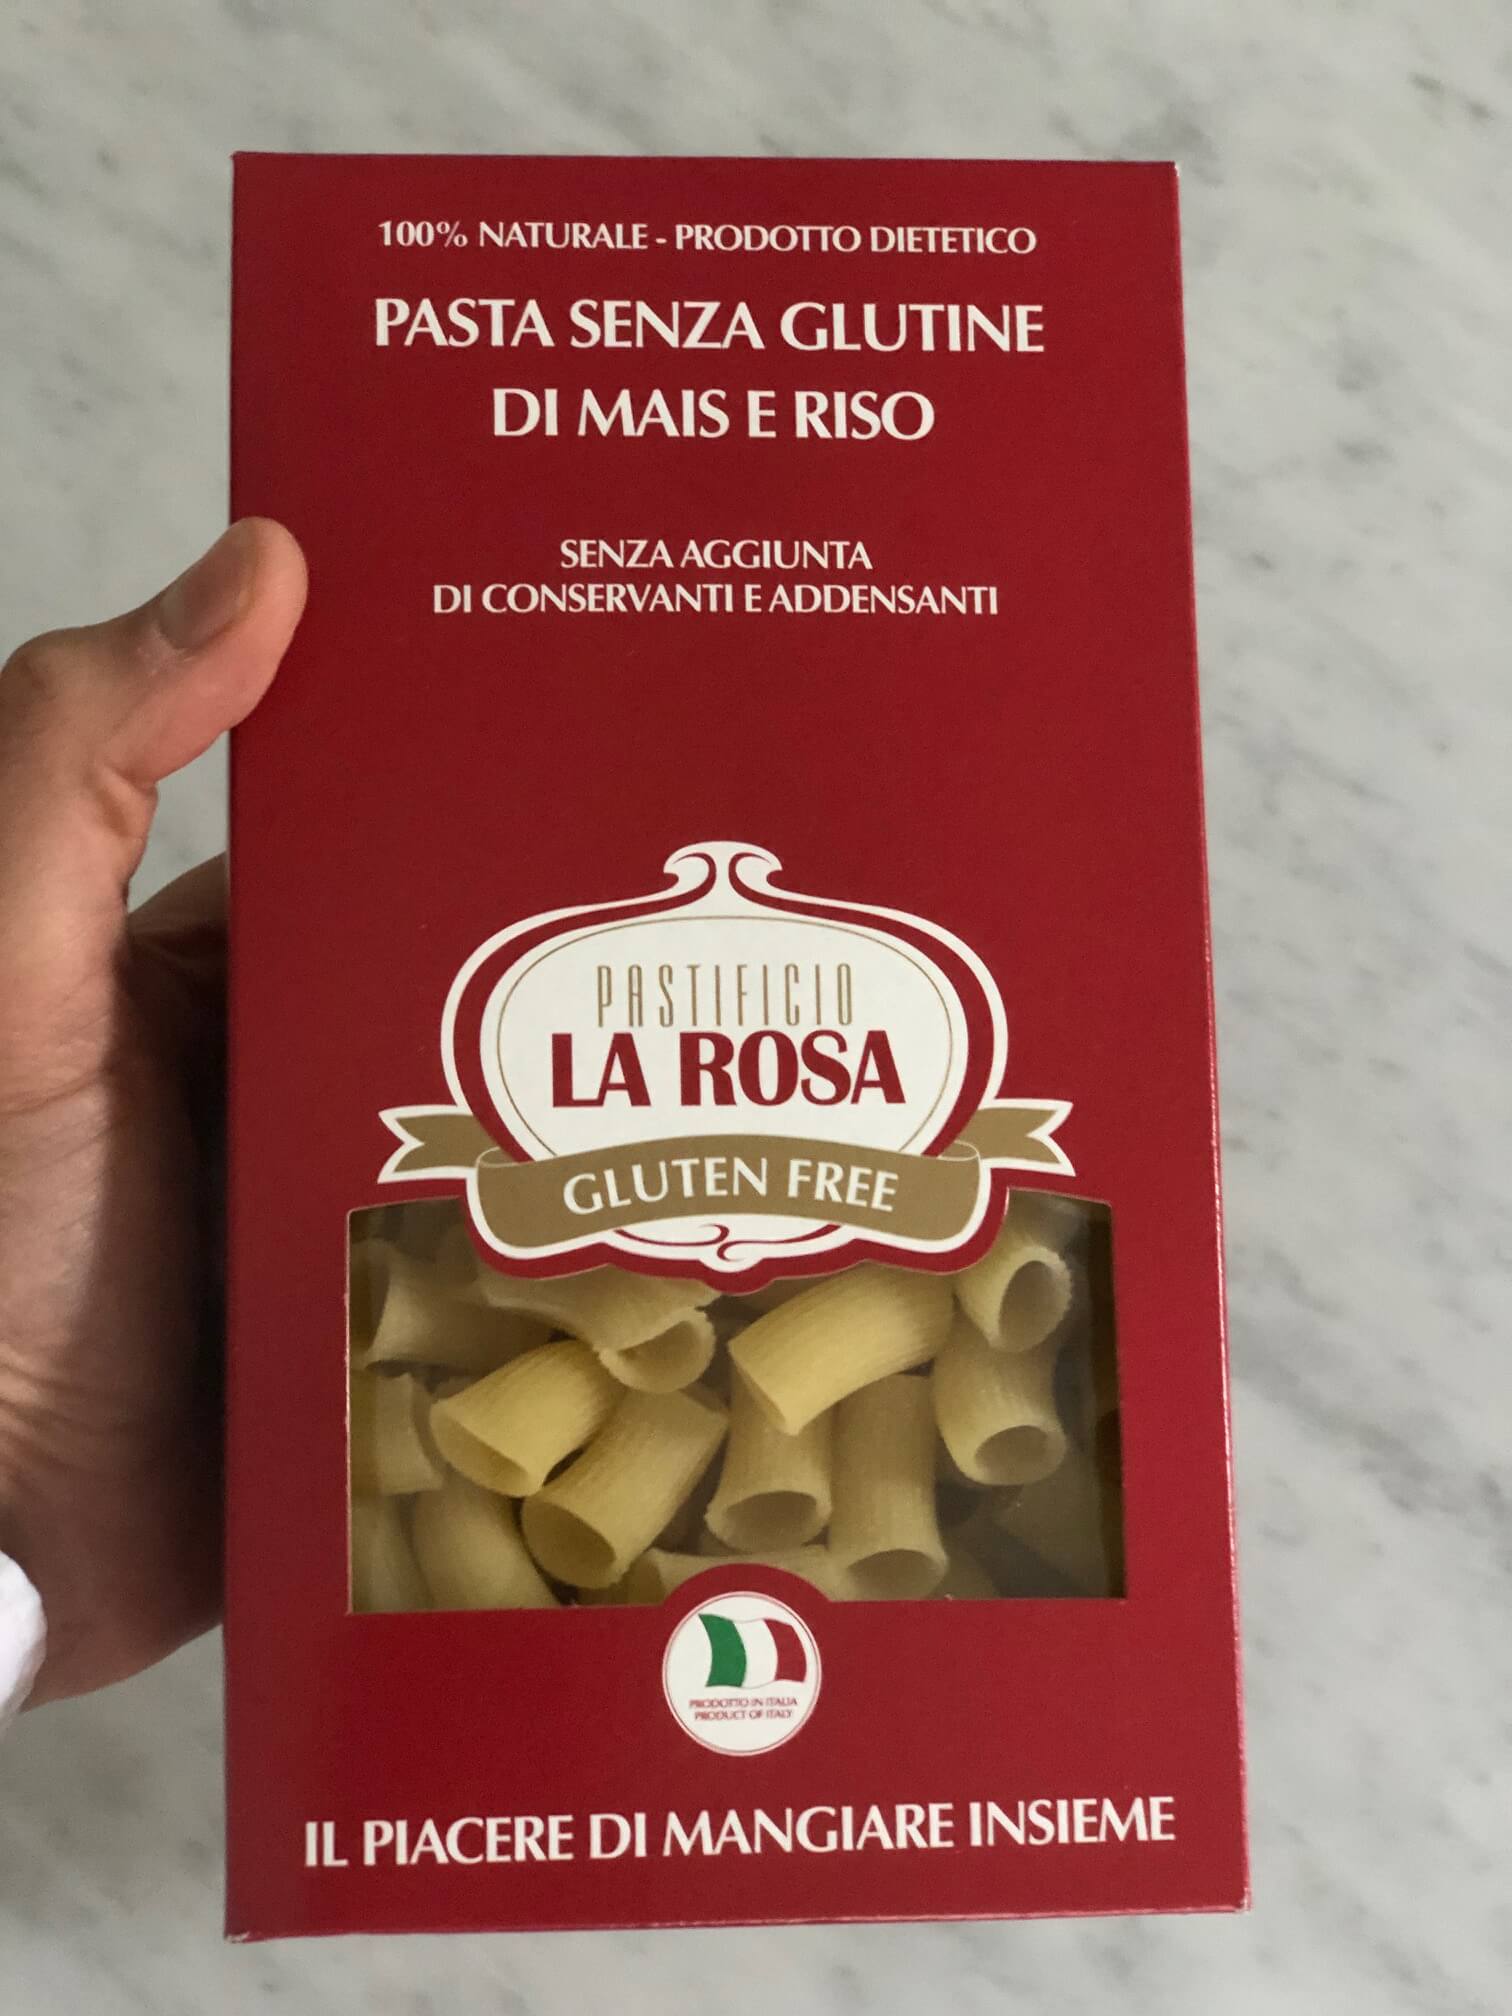 100% NATURALE - PRODOTTO DIETETICO
PASTA SENZA GLUTINE
DI MAIS E RISO
SENZA AGGIUNTA
DI CONSERVANTI E ADDENSANTI
PASTIFICIO
LA ROSA
GLUTEN FREE
PRODOTTO IN ITALIA
PRODUCT OF ITALY
IL PIACERE DI MANGIARE INSIEME